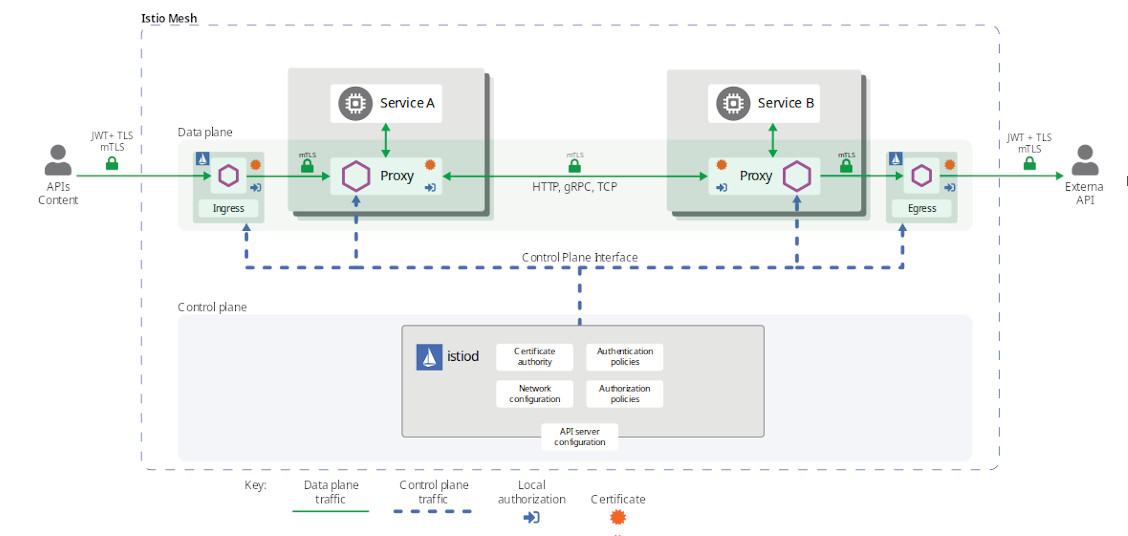 Istio Mesh
Service A
Service B
Data plane
JWT + TLS
mTLS
APIs
Content
mTLS
Proxy
mTLS
HTTP, gRPC, TCP
Proxy
mTLS
JWT + TLS
mTLS
Externa
API
Ingress
Egress
Control Plane Interface
Control plane
istiod
Certificate
authority
Authentication
policies
Network
configuration
Authorization
policies
API server
configuration
Key:
Data plane
traffic
Control plane
traffic
Local
authorization
Certificate